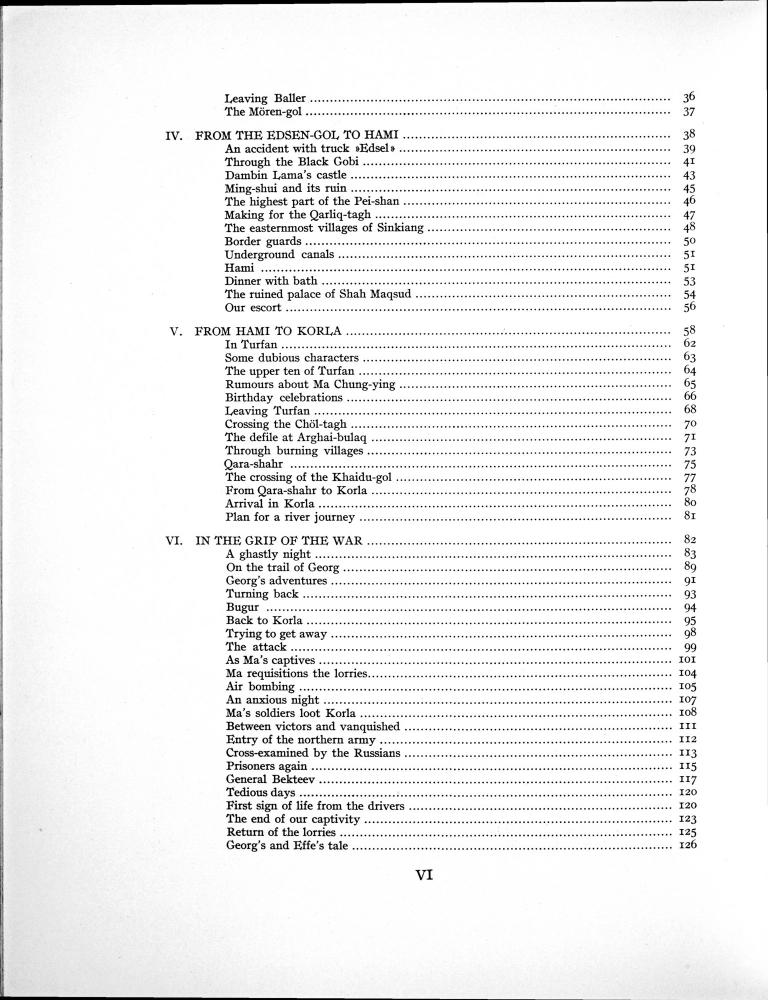 Leaving Baller ........ 36
The Mören-gol ........ 37
IV. FROM THE EDSEN-GOL TO HAMI ........ 38
An accident with truck »Edsel» ........ 39
Through the Black Gobi ........ 41
Dambin Lama's castle ........ 43
Ming-shui and its ruin ........ 45
The highest part of the Pei-shan ........ 46
Making for the Qarliq-tagh ........ 47
The easternmost villages of Sinkiang ........ 48
Border guards ........ 50
Underground canals ........ 51
Hami ........ 51
Dinner with bath ........ 53
The ruined palace of Shah Maqsud ........ 54
Our escort ........ 56
V. FROM HAMI TO KORLA ........ 58
In Turfan ........ 62
Some dubious characters ........ 63
The upper ten of Turfan ........ 64
Rumours about Ma Chung-ying ........ 65
Birthday celebrations ........ 66
Leaving Turfan ........ 68
Crossing the Chöl-tagh ........ 70
The defile at Arghai-bulaq ........ 71
Through burning villages ........ 73
Qara-shahr ........ 75
The crossing of the Khaidu-gol ........ 77
From Qara-shahr to Korla ........ 78
Arrival in Korla ........ 80
Plan for a river journey ........ 81
VI. IN THE GRIP OF THE WAR ........ 82
A ghastly night ........ 83
On the trail of Georg ........ 89
Georg's adventures ........ 91
Turning back ........ 93
Bugur ........ 94
Back to Korla ........ 95
Trying to get away ........ 98
The attack ........ 99
As Ma's captives ........ 101
Ma requisitions the lorries ........ 104
Air bombing ........ 105
An anxious night ........ 107
Ma's soldiers loot Korla ........ 108
Between victors and vanquished ........ 111
Entry of the northern army ........ 112
Cross-examined by the Russians ........ 113
Prisoners again ........ 115
General Bekteev ........ 117
Tedious days ........ 120
First sign of life from the drivers ........ 120
The end of our captivity ........ 123
Return of the lorries ........ 125
Georg's and Effe's tale ........ 126
VI